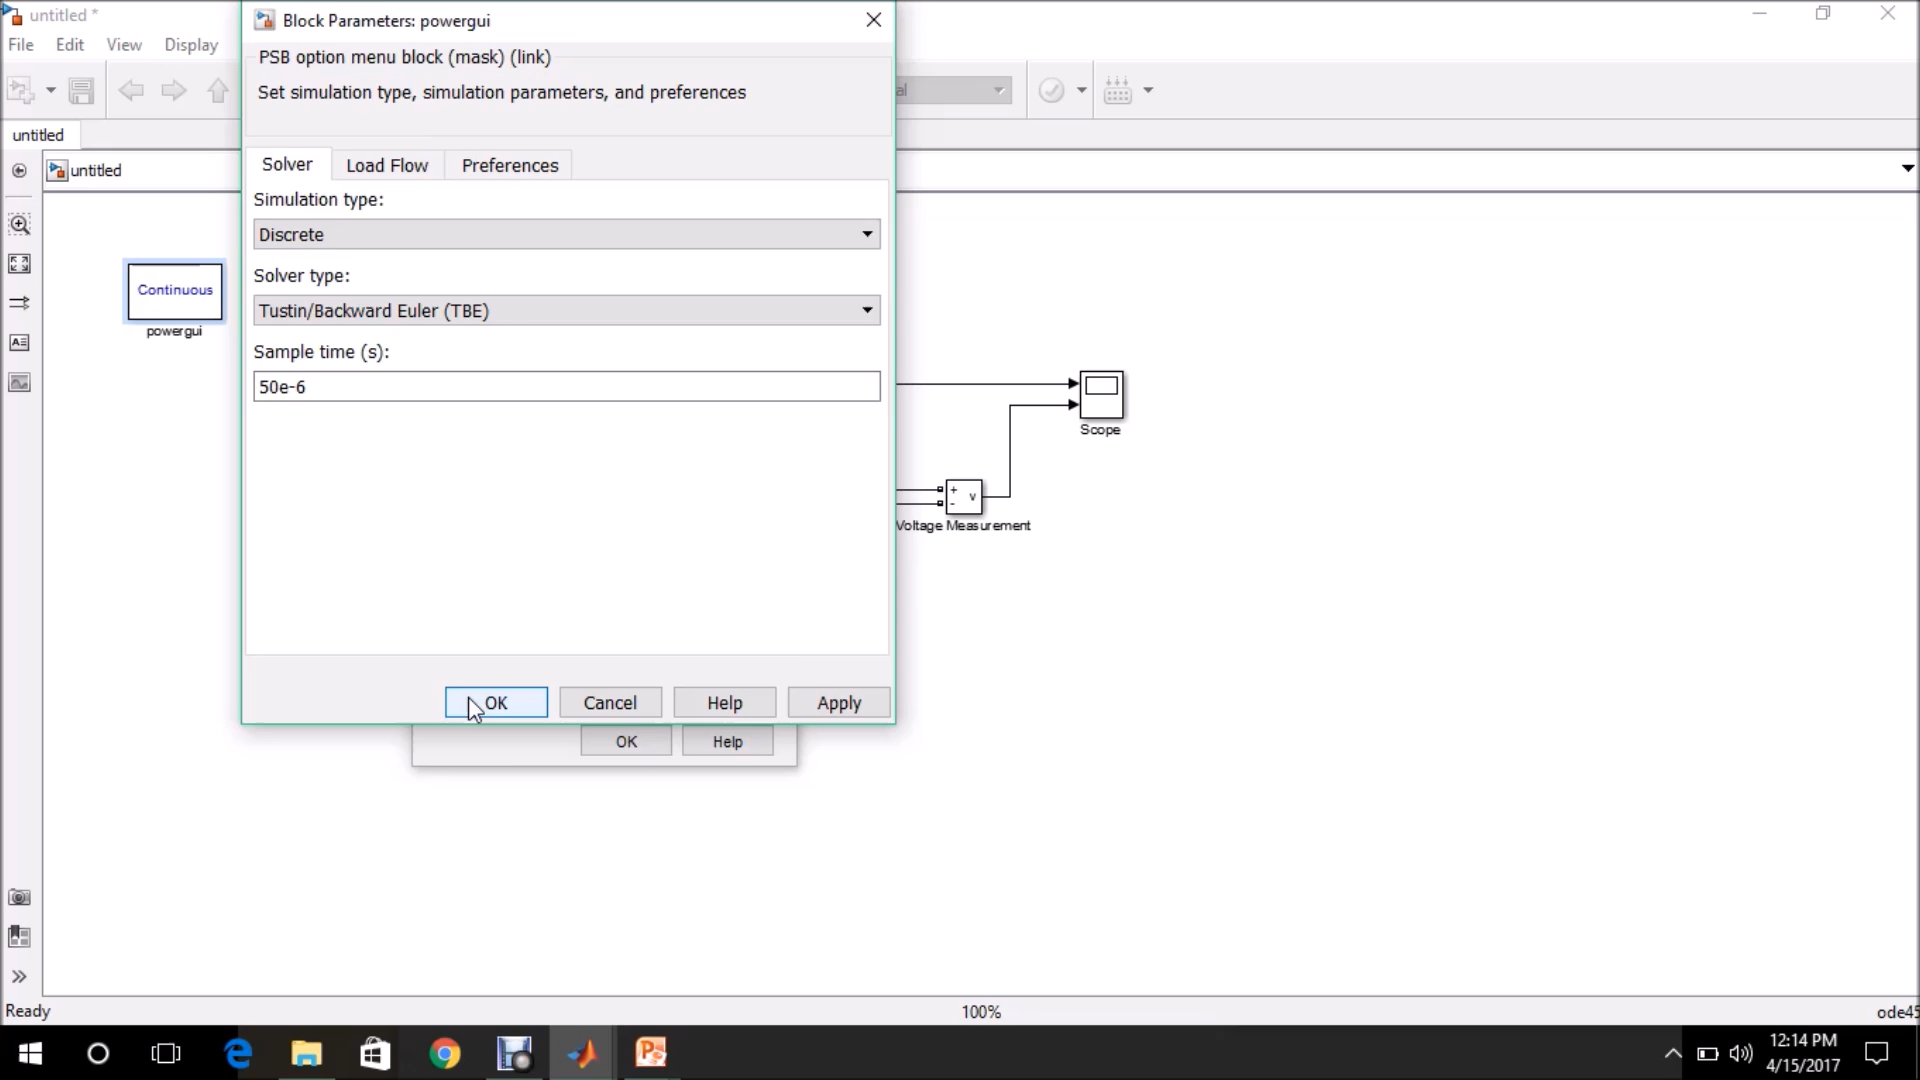 untitled *
Block Parameters: powergui
File Edit View Display
PSB option menu block (mask) (link)
Set simulation type, simulation parameters, and preferences
al
untitled
Solver Load Flow Preferences
untitled
Simulation type:
Discrete
Solver type:
Continuous
powergui
Tustin/Backward Euler (TBE)
Sample time (s):
50e-6
Scope
+
-
v
Voltage Measurement
OK Cancel Help Apply
OK Help
Ready
100%
ode45
12:14 PM
4/15/2017